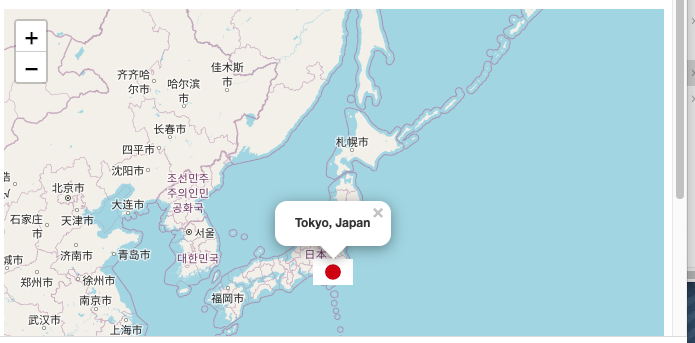 +
−
齐齐哈
尔市
哈尔滨
市
佳木斯
市
长春市
四平市
沈阳市
札幌市
조선민주
주의인민
공화국
北京市
大连市
石家庄
市
天津市
서울
Tokyo, Japan
×
济南市
青岛市
대한민국
日本
城市
郑州市
徐州市
南京市
福岡市
武汉市
上海市